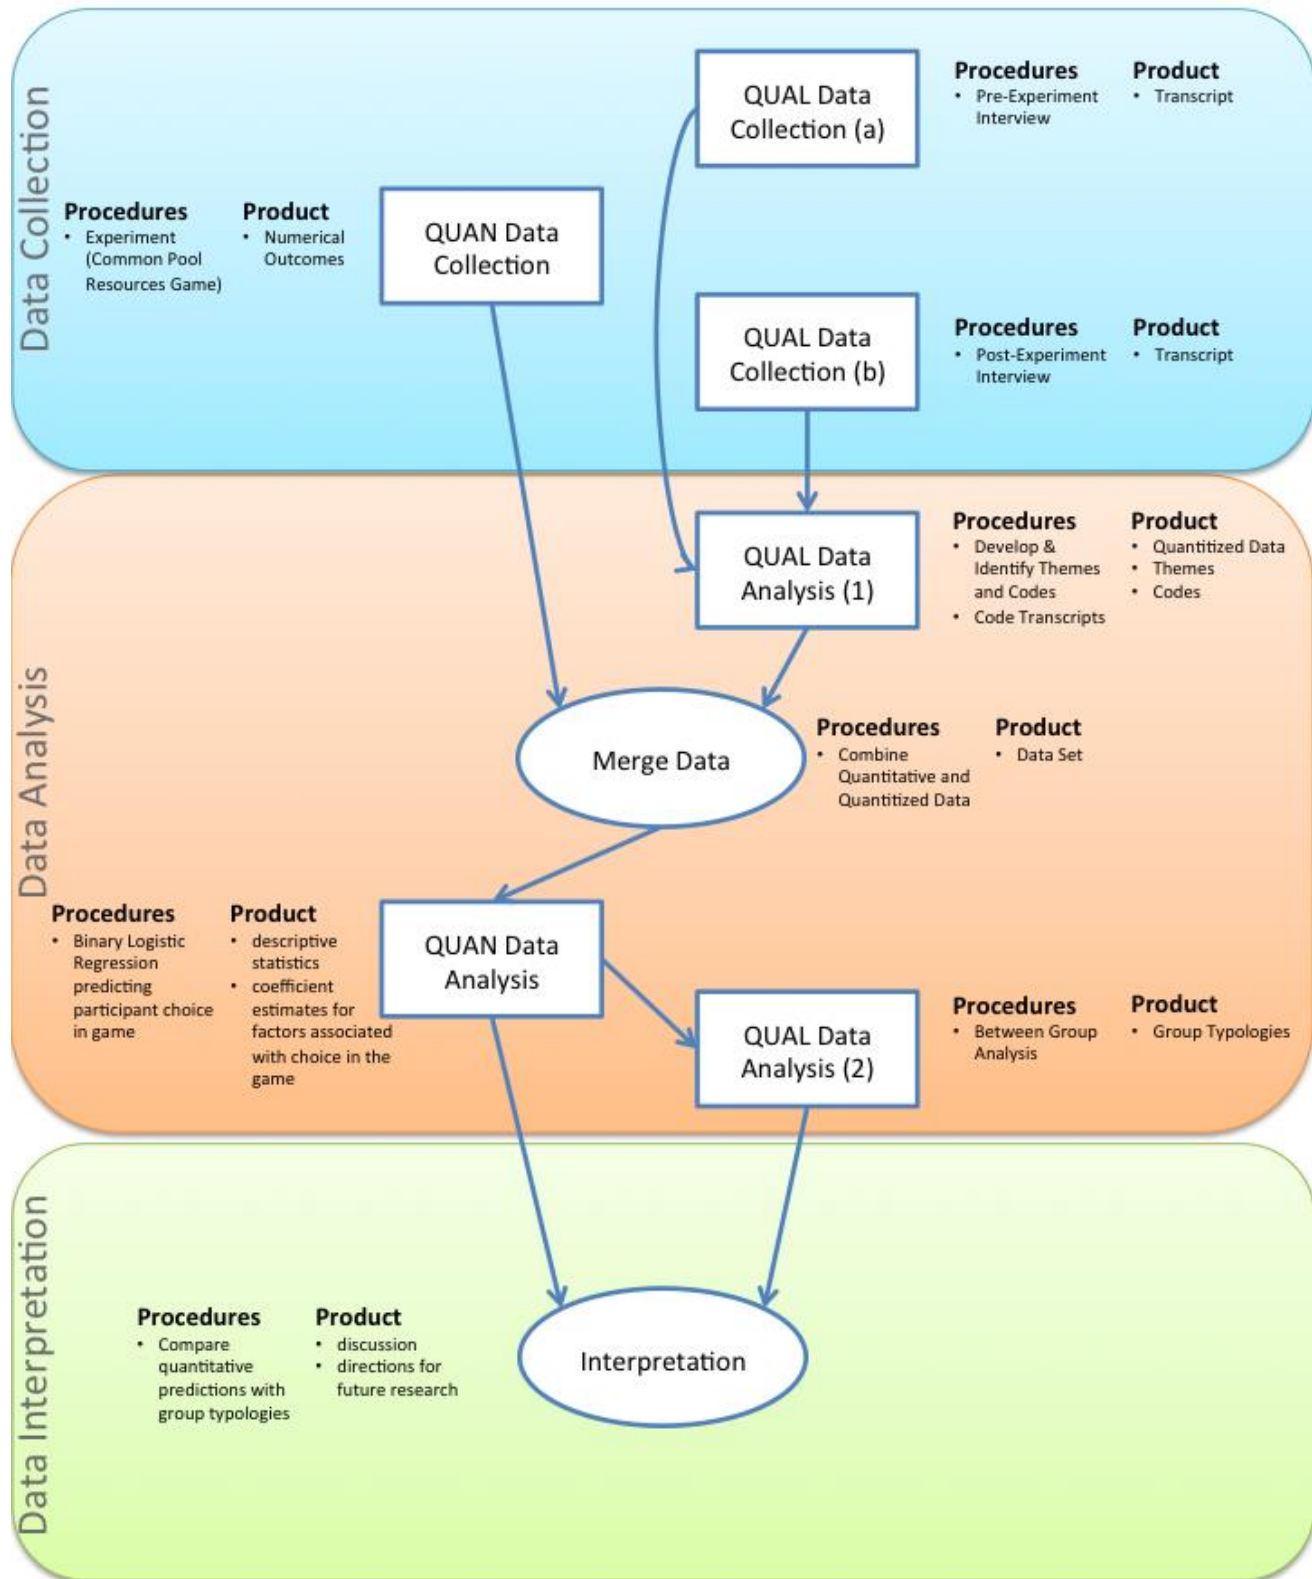 Data Collection
QUAL Data
Collection (a)
Procedures
• Pre-Experiment
Interview
Product
• Transcript
Procedures
• Experiment
(Common Pool
Resources Game)
Product
• Numerical
Outcomes
QUAN Data
Collection
QUAL Data
Collection (b)
Procedures
• Post-Experiment
Interview
Product
• Transcript
Data Analysis
QUAL Data
Analysis (1)
Procedures
• Develop &
Identify Themes
and Codes
• Code Transcripts
Product
• Quantitized Data
• Themes
• Codes
Merge Data
Procedures
• Combine
Quantitative and
Quantitized Data
Product
• Data Set
Procedures
• Binary Logistic
Regression
predicting
participant choice
in game
Product
• descriptive
statistics
• coefficient
estimates for
factors associated
with choice in the
game
QUAN Data
Analysis
QUAL Data
Analysis (2)
Procedures
• Between Group
Analysis
Product
• Group Typologies
Data Interpretation
Procedures
• Compare
quantitative
predictions with
group typologies
Product
• discussion
• directions for
future research
Interpretation